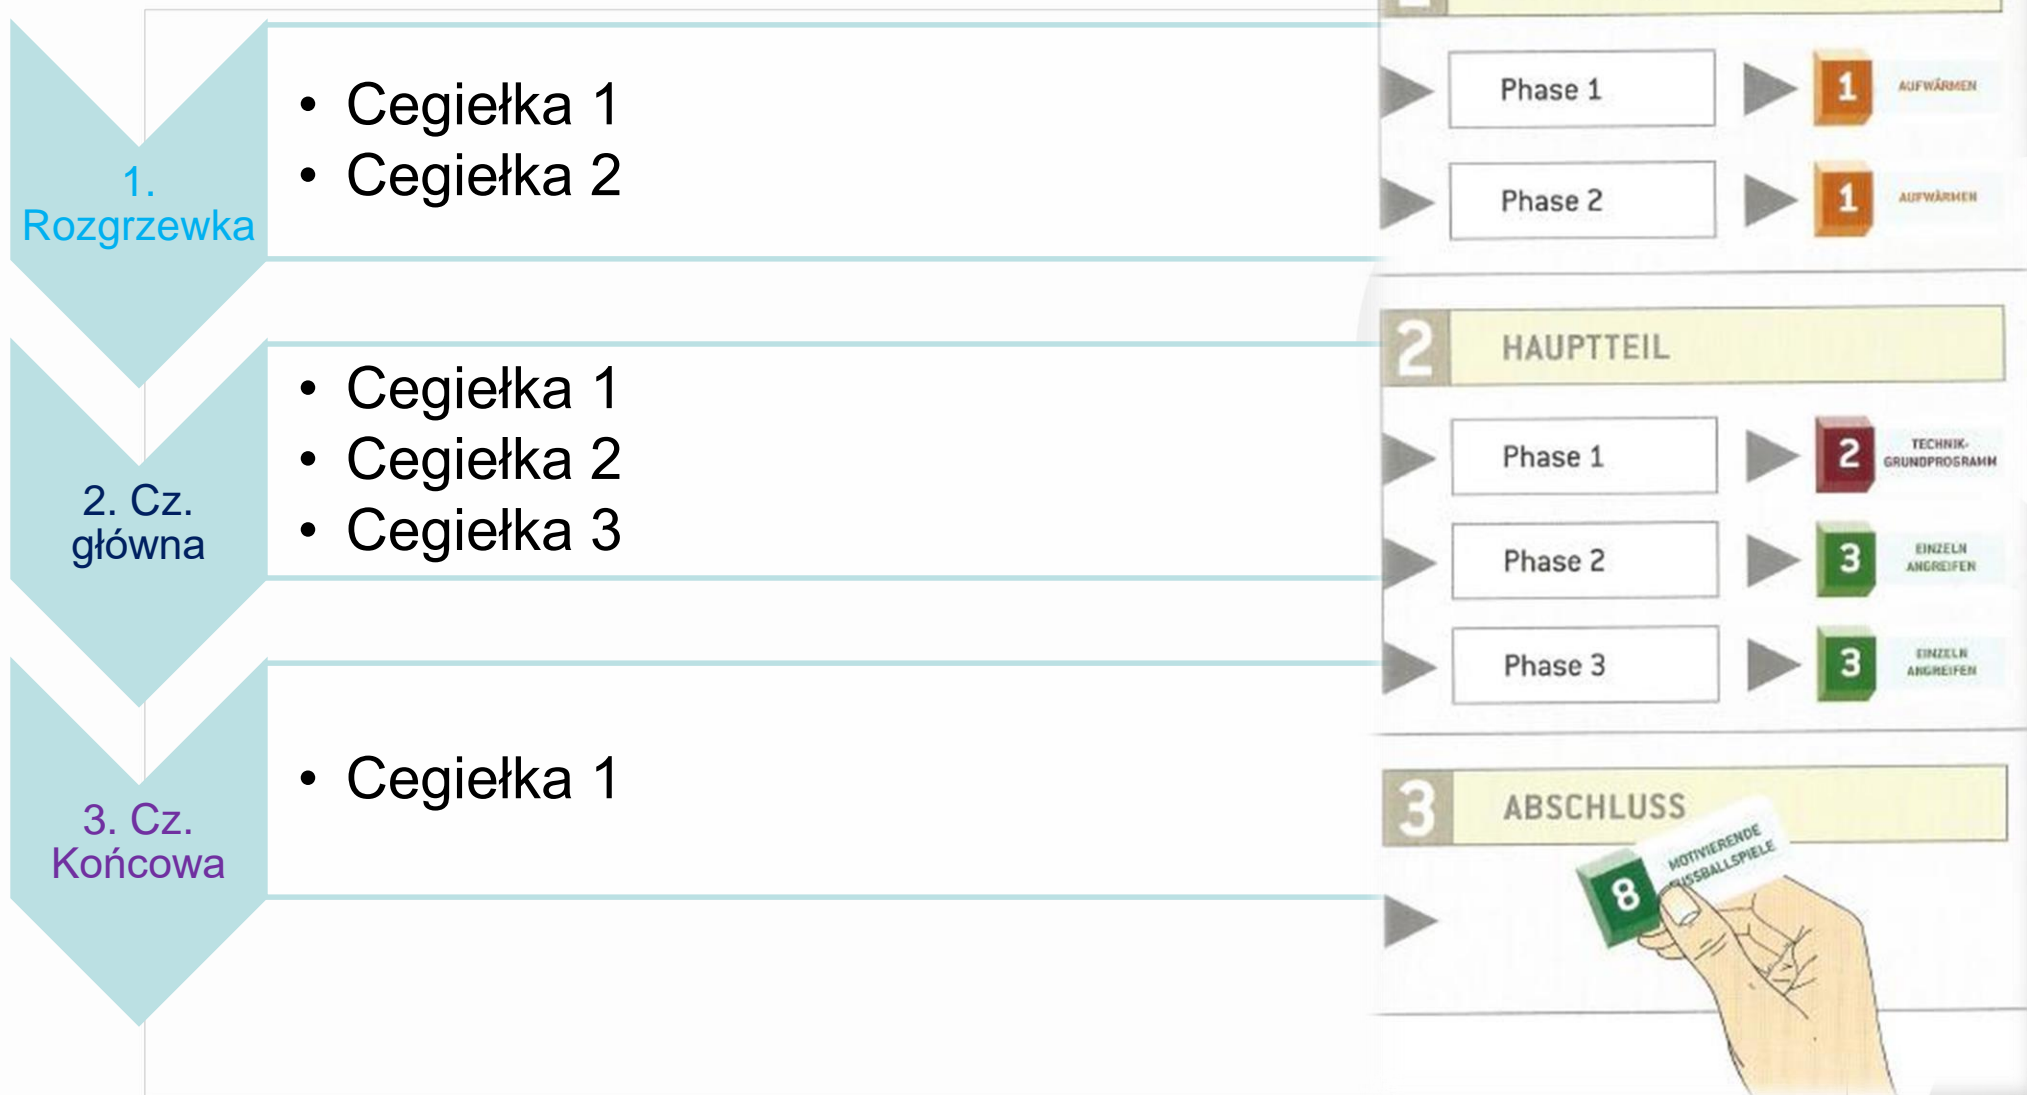 1.
Rozgrzewka
• Cegiełka 1
• Cegiełka 2
2. Cz.
główna
• Cegiełka 1
• Cegiełka 2
• Cegiełka 3
3. Cz.
Końcowa
• Cegiełka 1
Phase 1
1
AUFWÄRMEN
Phase 2
1
AUFWÄRMEN
2
HAUPTTEIL
Phase 1
2
TECHNIK-
GRUNDPROGRAMM
Phase 2
3
EINZELN
ANGREIFEN
Phase 3
3
EINZELN
ANGREIFEN
3
ABSCHLUSS
8
MOTIVIERENDE
FUSSBALLSPIELE